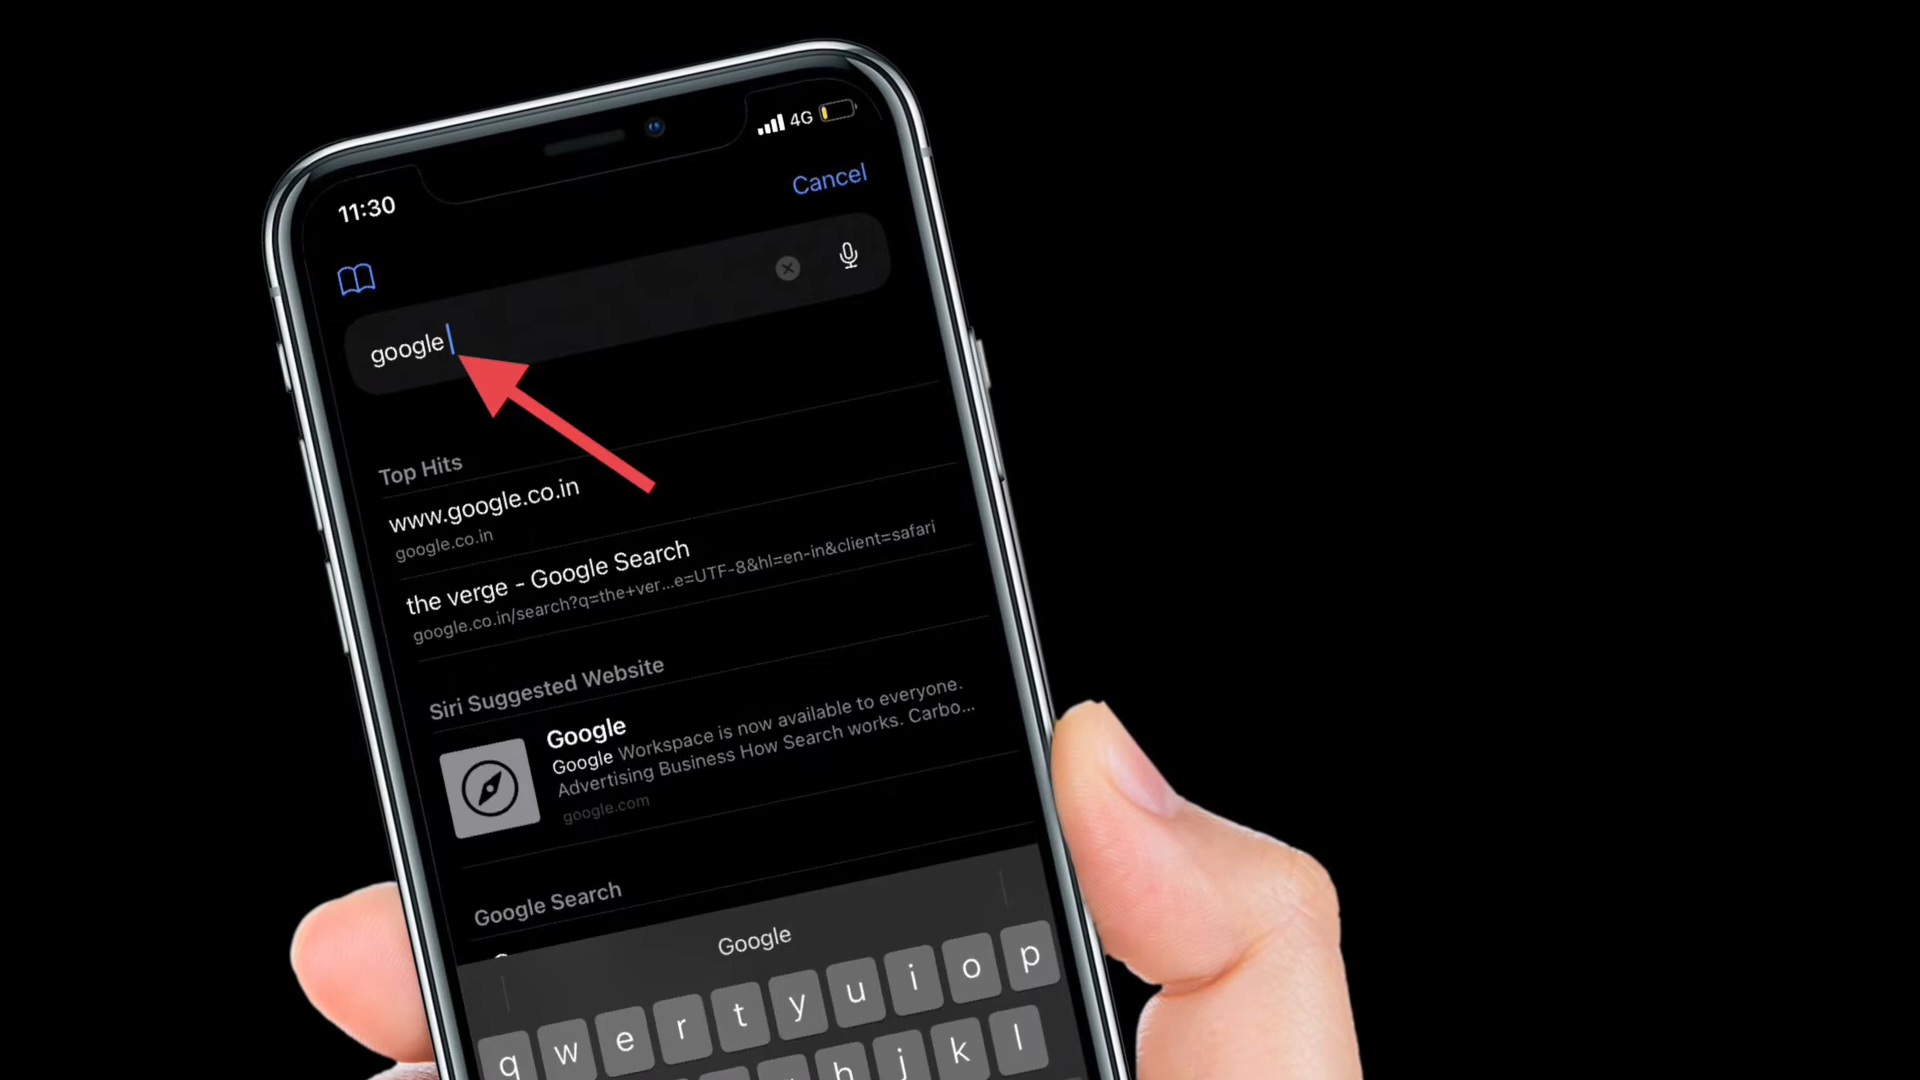 11:30
4G
Cancel
google
Top Hits
www.google.co.in
google.co.in
the verge - Google Search
google.co.in/search?q=the+ver...e=UTF-8&hl=en-in&client=safari
Siri Suggested Website
Google
Google Workspace is now available to everyone.
Advertising Business How Search works. Carbo...
google.com
Google Search
Google
q w e r t y u i o p
h j k l